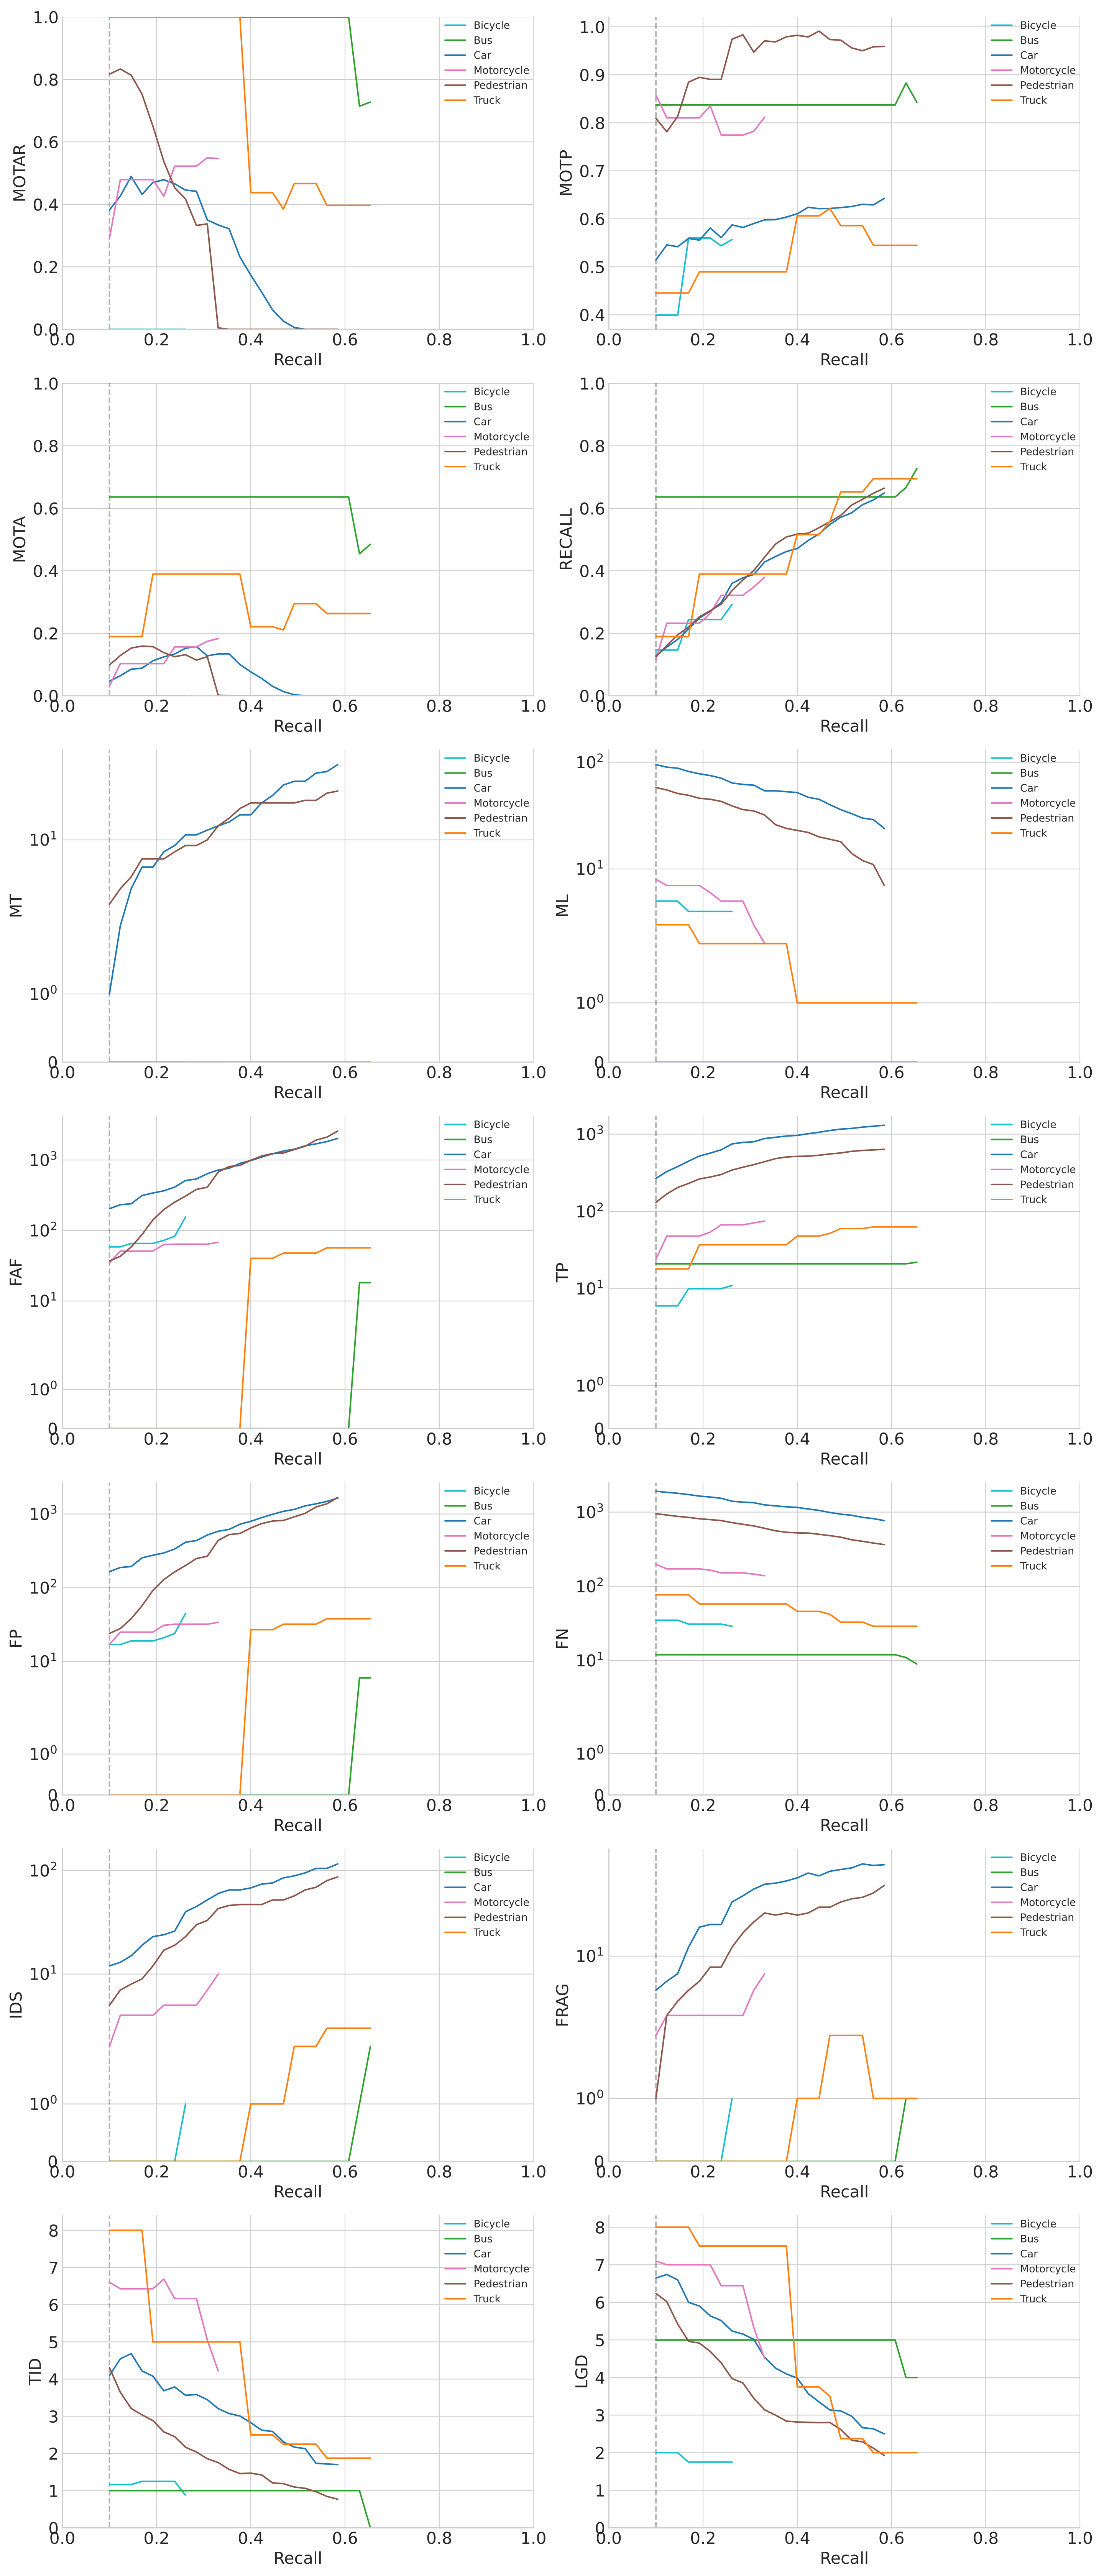 1.0
0.8
0.6
0.4
0.2
0.0
MOTAR
Bicycle
Bus
Car
Motorcycle
Pedestrian
Truck
0.0 0.2 0.4 0.6 0.8 1.0
Recall
1.0
0.9
0.8
0.7
0.6
0.5
0.4
MOTP
Bicycle
Bus
Car
Motorcycle
Pedestrian
Truck
0.0 0.2 0.4 0.6 0.8 1.0
Recall
1.0
0.8
0.6
0.4
0.2
0.0
MOTA
Bicycle
Bus
Car
Motorcycle
Pedestrian
Truck
0.0 0.2 0.4 0.6 0.8 1.0
Recall
1.0
0.8
0.6
0.4
0.2
0.0
RECALL
Bicycle
Bus
Car
Motorcycle
Pedestrian
Truck
0.0 0.2 0.4 0.6 0.8 1.0
Recall
10¹
10⁰
0
MT
Bicycle
Bus
Car
Motorcycle
Pedestrian
Truck
0.0 0.2 0.4 0.6 0.8 1.0
Recall
10²
10¹
10⁰
0
ML
Bicycle
Bus
Car
Motorcycle
Pedestrian
Truck
0.0 0.2 0.4 0.6 0.8 1.0
Recall
10³
10²
10¹
10⁰
0
FAF
Bicycle
Bus
Car
Motorcycle
Pedestrian
Truck
0.0 0.2 0.4 0.6 0.8 1.0
Recall
10³
10²
10¹
10⁰
0
TP
Bicycle
Bus
Car
Motorcycle
Pedestrian
Truck
0.0 0.2 0.4 0.6 0.8 1.0
Recall
10³
10²
10¹
10⁰
0
FP
Bicycle
Bus
Car
Motorcycle
Pedestrian
Truck
0.0 0.2 0.4 0.6 0.8 1.0
Recall
10³
10²
10¹
10⁰
0
FN
Bicycle
Bus
Car
Motorcycle
Pedestrian
Truck
0.0 0.2 0.4 0.6 0.8 1.0
Recall
10²
10¹
10⁰
0
IDS
Bicycle
Bus
Car
Motorcycle
Pedestrian
Truck
0.0 0.2 0.4 0.6 0.8 1.0
Recall
10¹
10⁰
0
FRAG
Bicycle
Bus
Car
Motorcycle
Pedestrian
Truck
0.0 0.2 0.4 0.6 0.8 1.0
Recall
8
7
6
5
4
3
2
1
0
TID
Bicycle
Bus
Car
Motorcycle
Pedestrian
Truck
0.0 0.2 0.4 0.6 0.8 1.0
Recall
8
7
6
5
4
3
2
1
0
LGD
Bicycle
Bus
Car
Motorcycle
Pedestrian
Truck
0.0 0.2 0.4 0.6 0.8 1.0
Recall